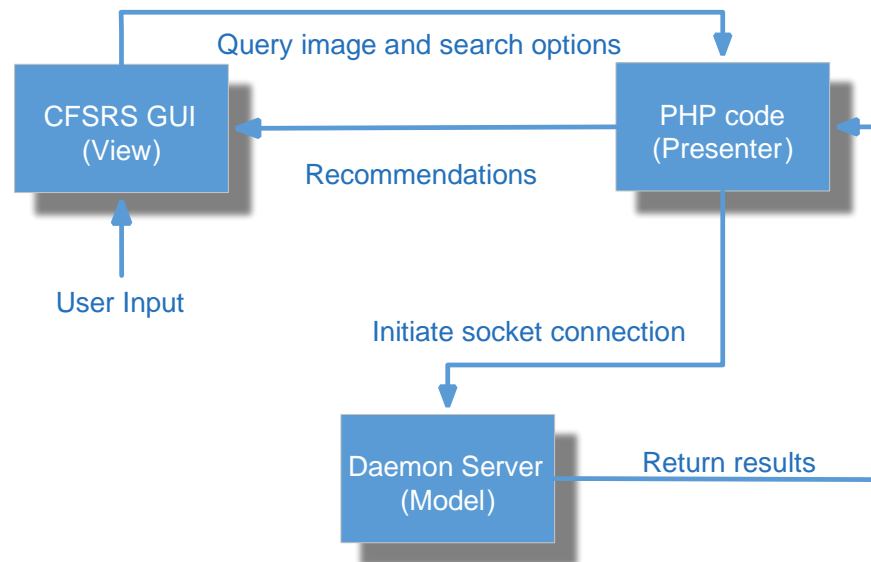 Query image and search options
CFSRS GUI
(View)
PHP code
(Presenter)
Recommendations
User Input
Initiate socket connection
Daemon Server
(Model)
Return results